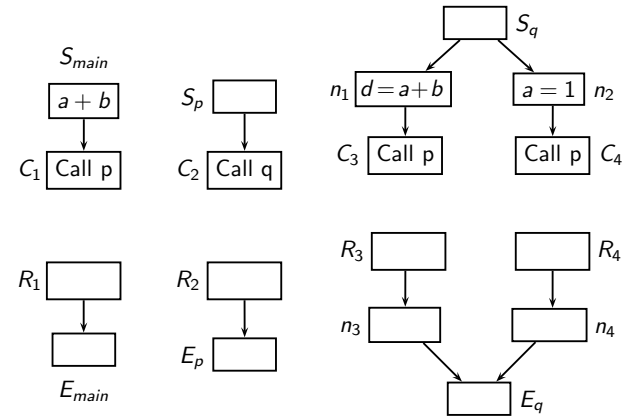 S_q
S_main
a + b
S_p
n_1 d = a + b
a = 1 n_2
C_1 Call p
C_2 Call q
C_3 Call p
Call p C_4
R_1
R_2
R_3
R_4
n_3
n_4
E_main
E_p
E_q